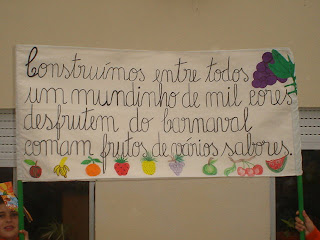 Construímos entre todos
um mundinho de mil cores
desfrutem do carnaval
comam frutos de vários sabores.